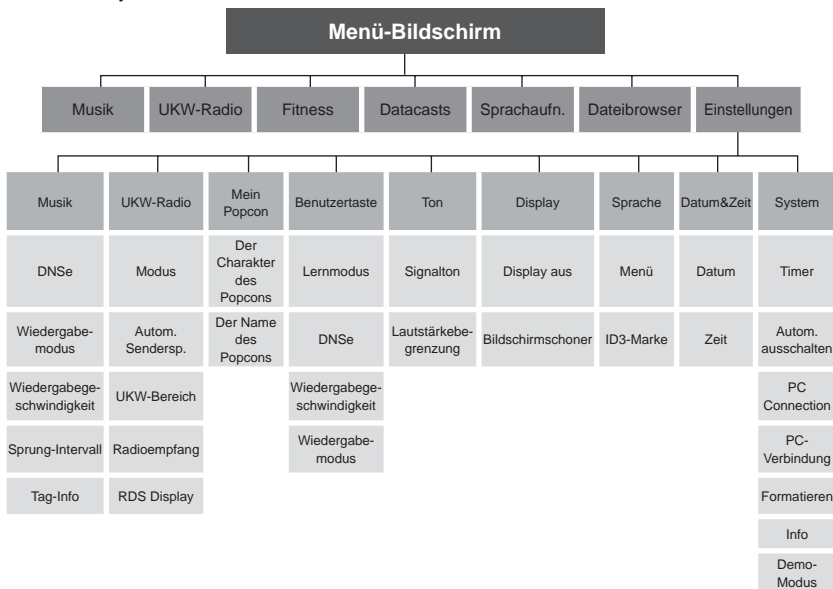 Menü-Bildschirm
Musik
UKW-Radio
Fitness
Datacasts
Sprachaufn.
Dateibrowser
Einstellungen
Musik
UKW-Radio
Mein
Popcon
Benutzertaste
Ton
Display
Sprache
Datum&Zeit
System
DNSe
Modus
Der
Charakter
des
Popcons
Lernmodus
Signalton
Display aus
Menü
Datum
Timer
Wiedergabe-
modus
Autom.
Sendersp.
Der Name
des
Popcons
DNSe
Lautstärkebe-
grenzung
Bildschirmschoner
ID3-Marke
Zeit
Autom.
ausschalten
Wiedergabege-
schwindigkeit
UKW-Bereich
Wiedergabege-
schwindigkeit
PC
Connection
Sprung-Intervall
Radioempfang
Wiedergabe-
modus
PC-
Verbindung
Tag-Info
RDS Display
Formatieren
Info
Demo-
Modus